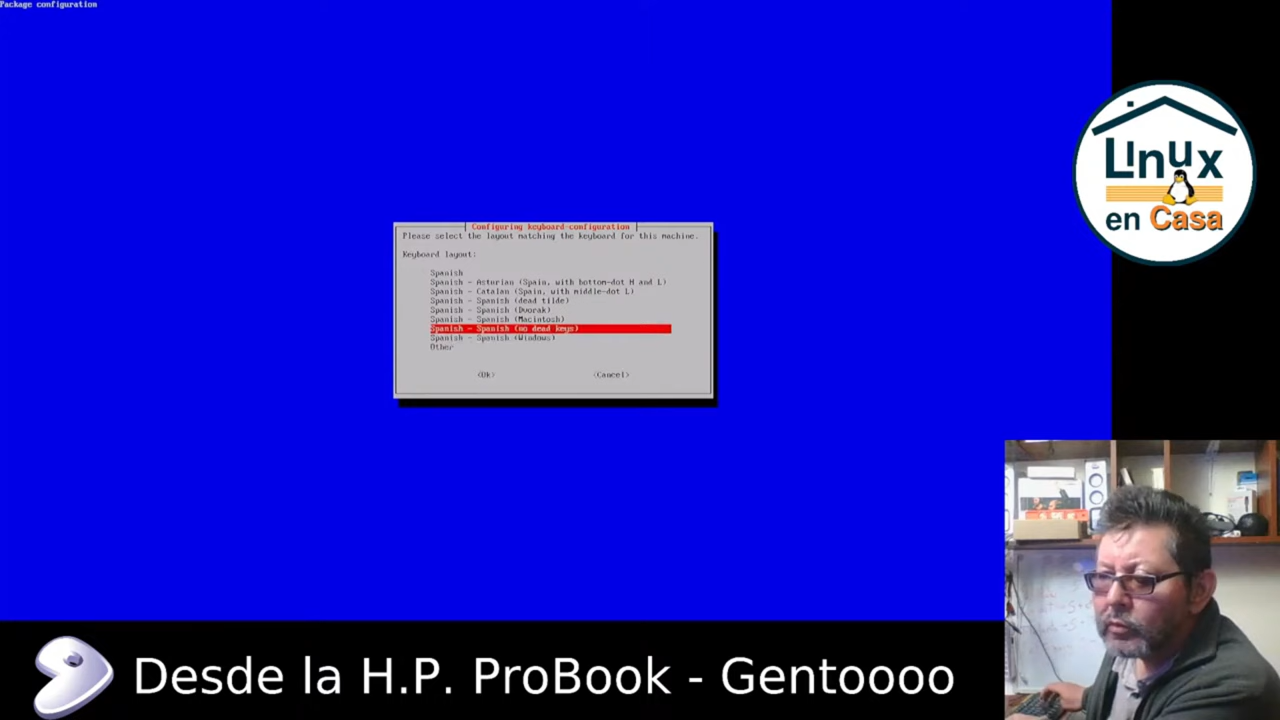 Package configuration
Linux
en Casa
Configuring keyboard-configuration
Please select the layout matching the keyboard for this machine.
Keyboard layout:
Spanish
Spanish - Asturian (Spain, with bottom-dot H and L)
Spanish - Catalan (Spain, with middle-dot L)
Spanish - Spanish (dead tilde)
Spanish - Spanish (Dvorak)
Spanish - Spanish (Macintosh)
Spanish - Spanish (no dead keys)
Spanish - Spanish (Windows)
Other
<Ok> <Cancel>
Desde la H.P. ProBook - Gentoooo